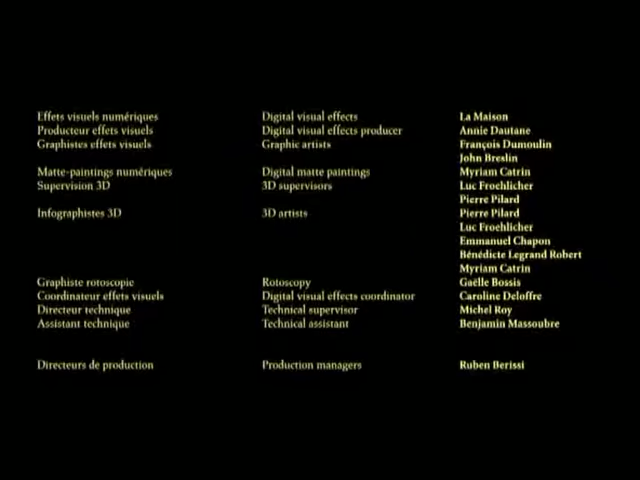 Effets visuels numériques Digital visual effects La Maison
Producteur effets visuels Digital visual effects producer Annie Dautane
Graphistes effets visuels Graphic artists François Dumoulin
John Breslin
Matte-paintings numériques Digital matte paintings Myriam Catrin
Supervision 3D 3D supervisors Luc Froehlicher
Pierre Pilard
Infographistes 3D 3D artists Pierre Pilard
Luc Froehlicher
Emmanuel Chapon
Bénédicte Legrand Robert
Myriam Catrin
Graphiste rotoscopie Rotoscopy Gaëlle Bossis
Coordinateur effets visuels Digital visual effects coordinator Caroline Deloffre
Directeur technique Technical supervisor Michel Roy
Assistant technique Technical assistant Benjamin Massoubre
Directeurs de production Production managers Ruben Berissi